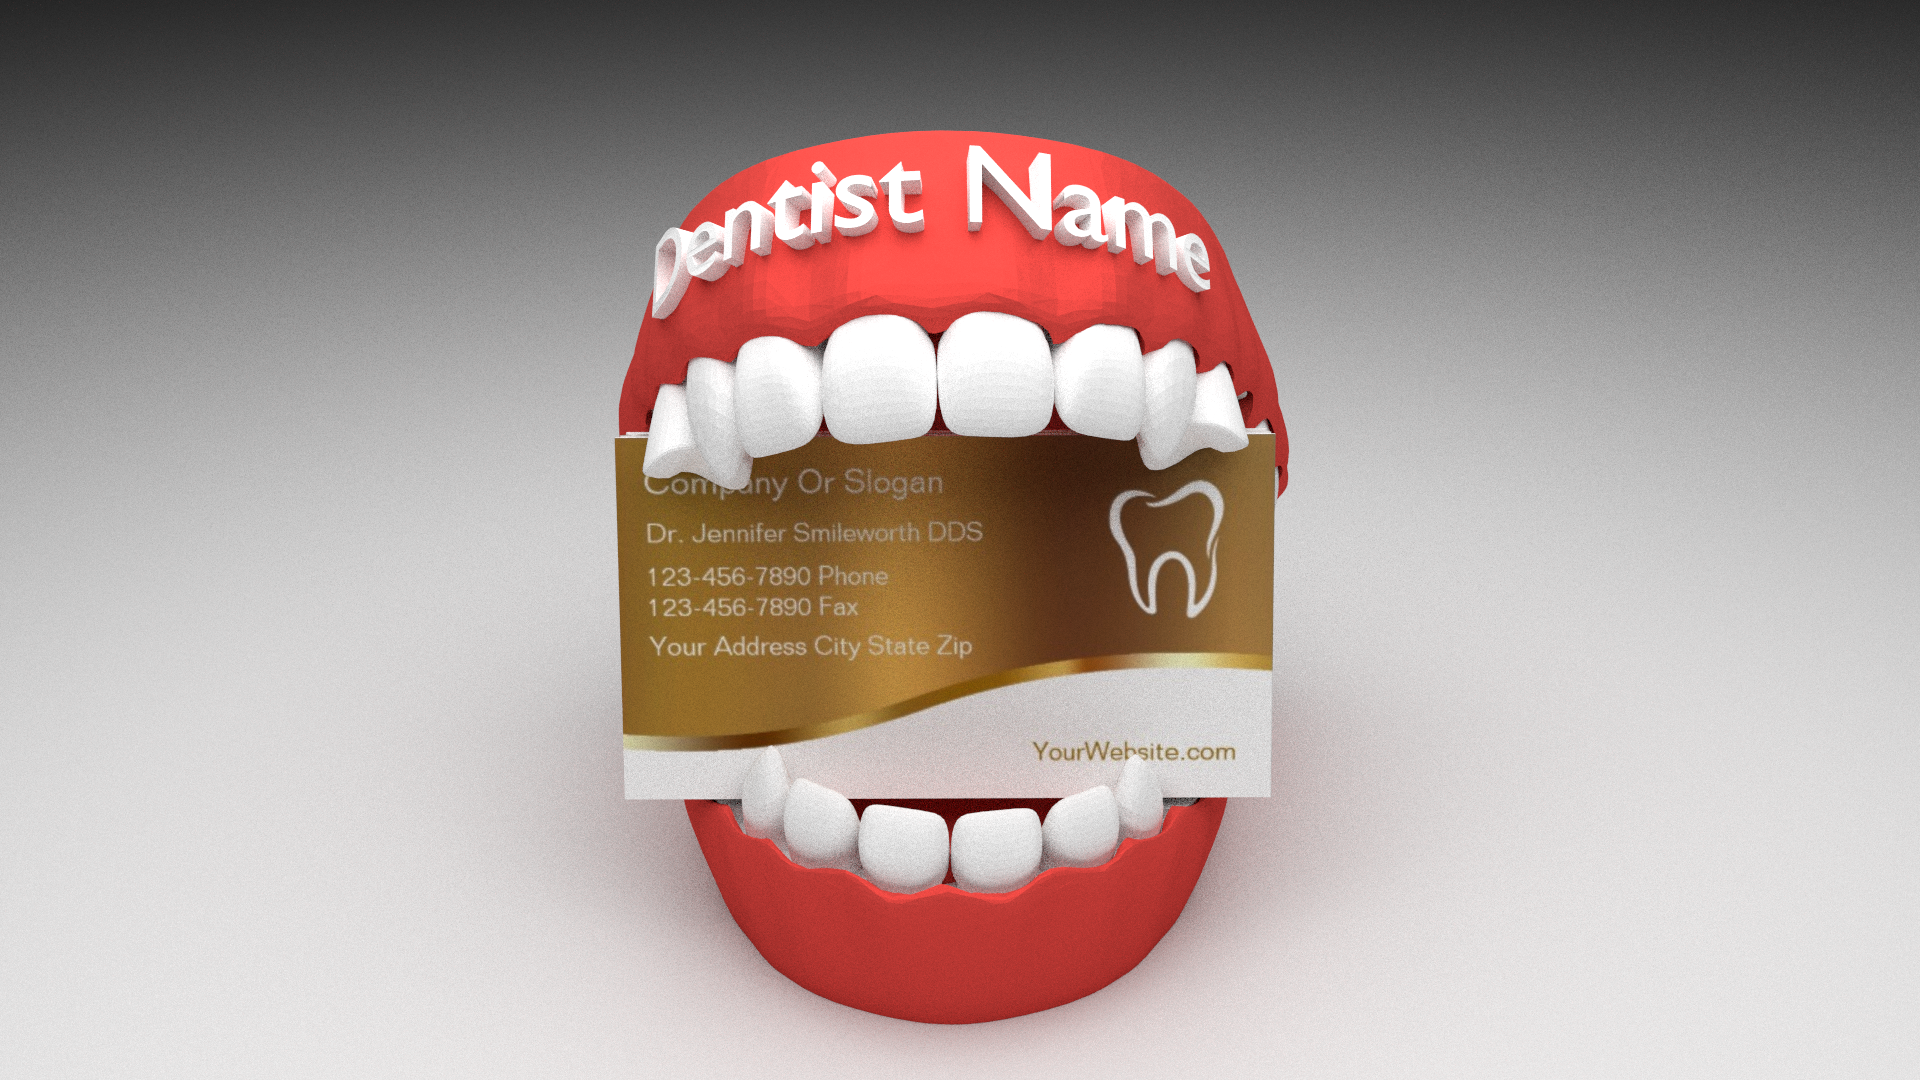 Dentist Name
Company Or Slogan
Dr. Jennifer Smileworth DDS
123-456-7890 Phone
123-456-7890 Fax
Your Address City State Zip
YourWebsite.com